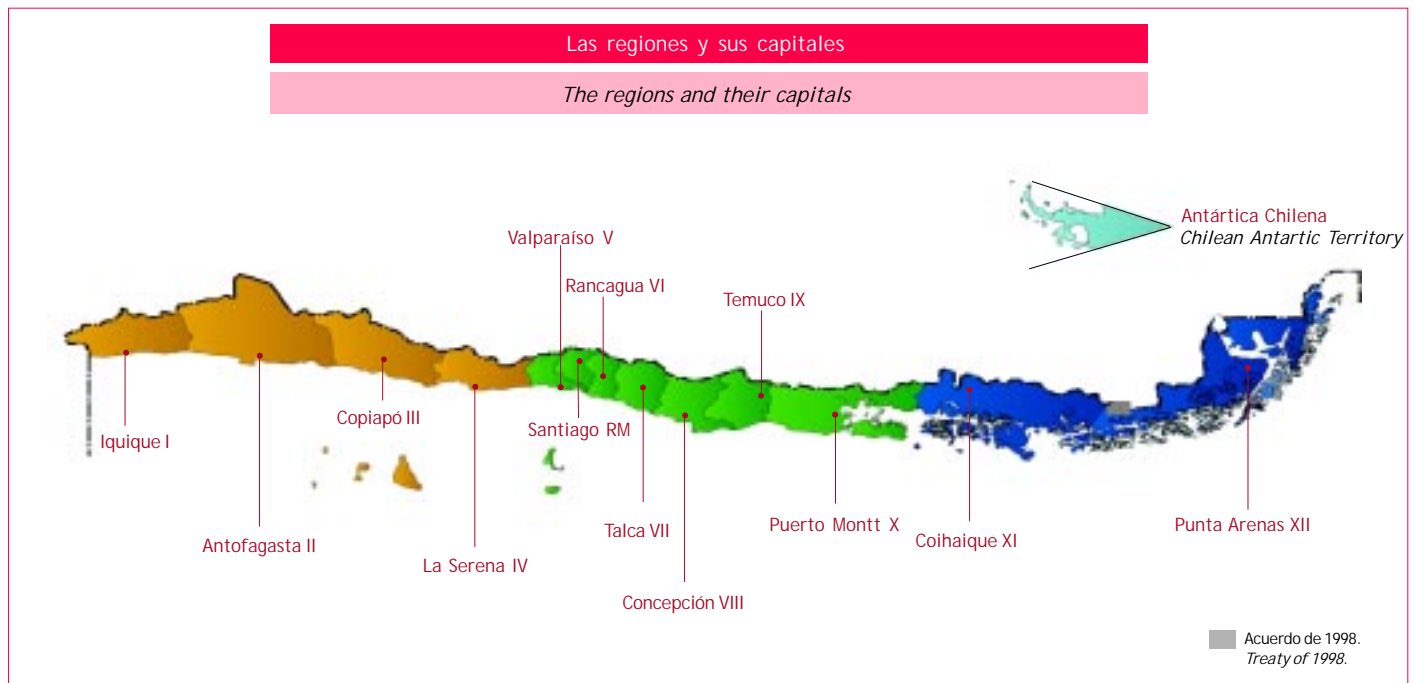 Las regiones y sus capitales
The regions and their capitals
Antártica Chilena
Chilean Antartic Territory
Valparaíso V
Rancagua VI
Temuco IX
Iquique I
Copiapó III
Santiago RM
Antofagasta II
La Serena IV
Talca VII
Concepción VIII
Puerto Montt X
Coihaique XI
Punta Arenas XII
Acuerdo de 1998.
Treaty of 1998.